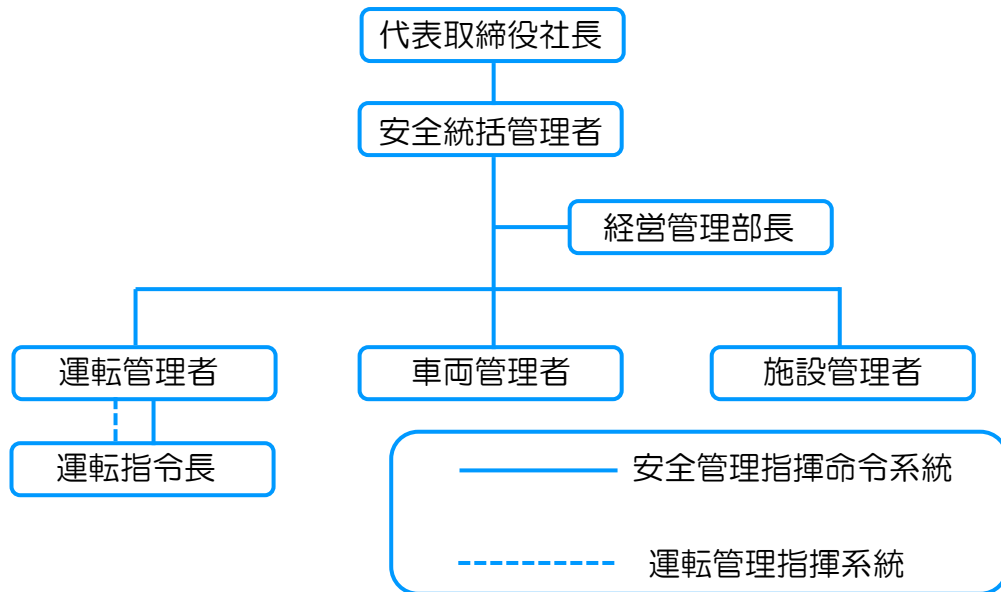 代表取締役社長
安全統括管理者
経営管理部長
運転管理者
車両管理者
施設管理者
運転指令長
安全管理指揮命令系統
運転管理指揮系統